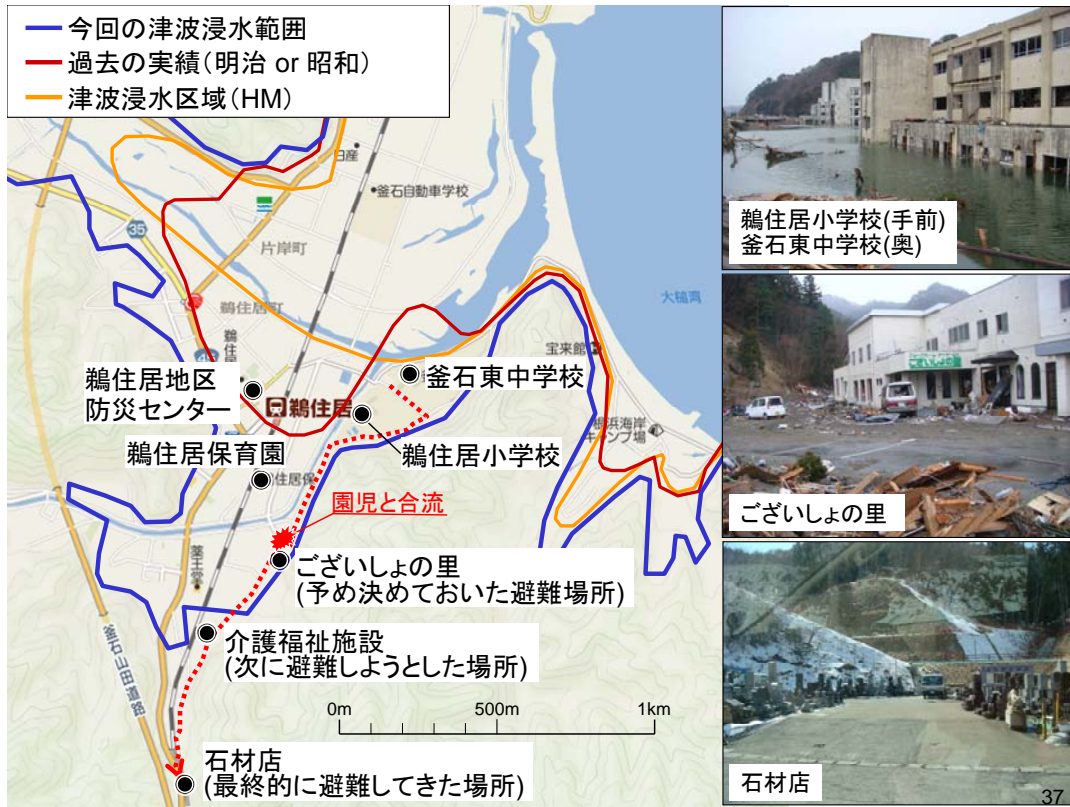 今回の津波浸水範囲
過去の実績(明治 or 昭和)
津波浸水区域(HM)
日産
釜石自動車学校
35
片岸町
鵜住居町
大槌湾
宝来館
根浜海岸
キャンプ場
鵜住居地区
防災センター
鵜住居
釜石東中学校
鵜住居小学校
鵜住居保育園
園児と合流
薬王堂
ございしょの里
(予め決めておいた避難場所)
介護福祉施設
(次に避難しようとした場所)
釜石山田道路
0m 500m 1km
石材店
(最終的に避難してきた場所)
鵜住居小学校(手前)
釜石東中学校(奥)
ございしょの里
石材店
37